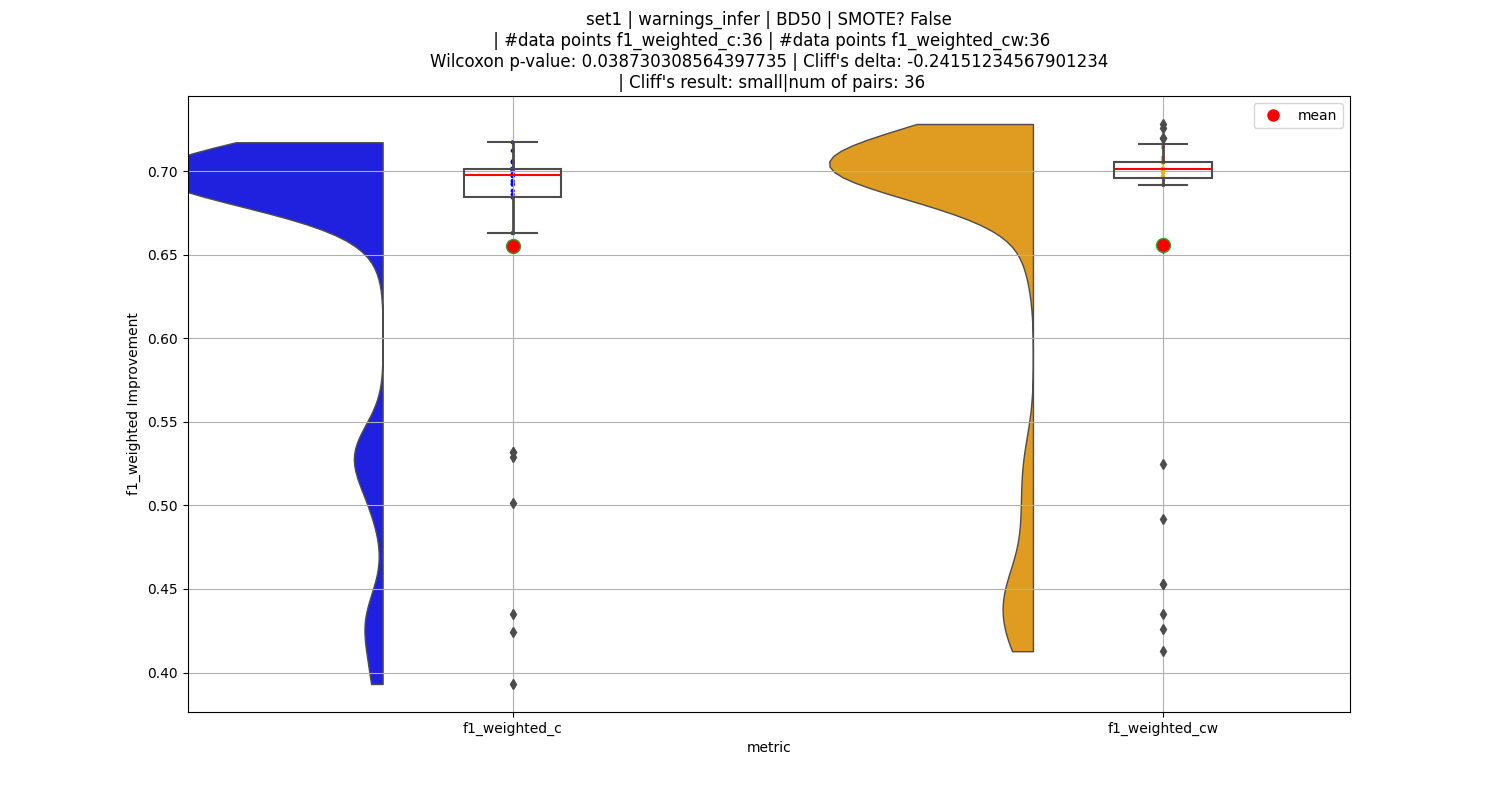 set1 | warnings_infer | BD50 | SMOTE? False
| #data points f1_weighted_c:36 | #data points f1_weighted_cw:36
Wilcoxon p-value: 0.038730308564397735 | Cliff's delta: -0.24151234567901234
| Cliff's result: small|num of pairs: 36
mean
0.70
0.65
0.60
0.55
0.50
0.45
0.40
f1_weighted Improvement
f1_weighted_c
f1_weighted_cw
metric